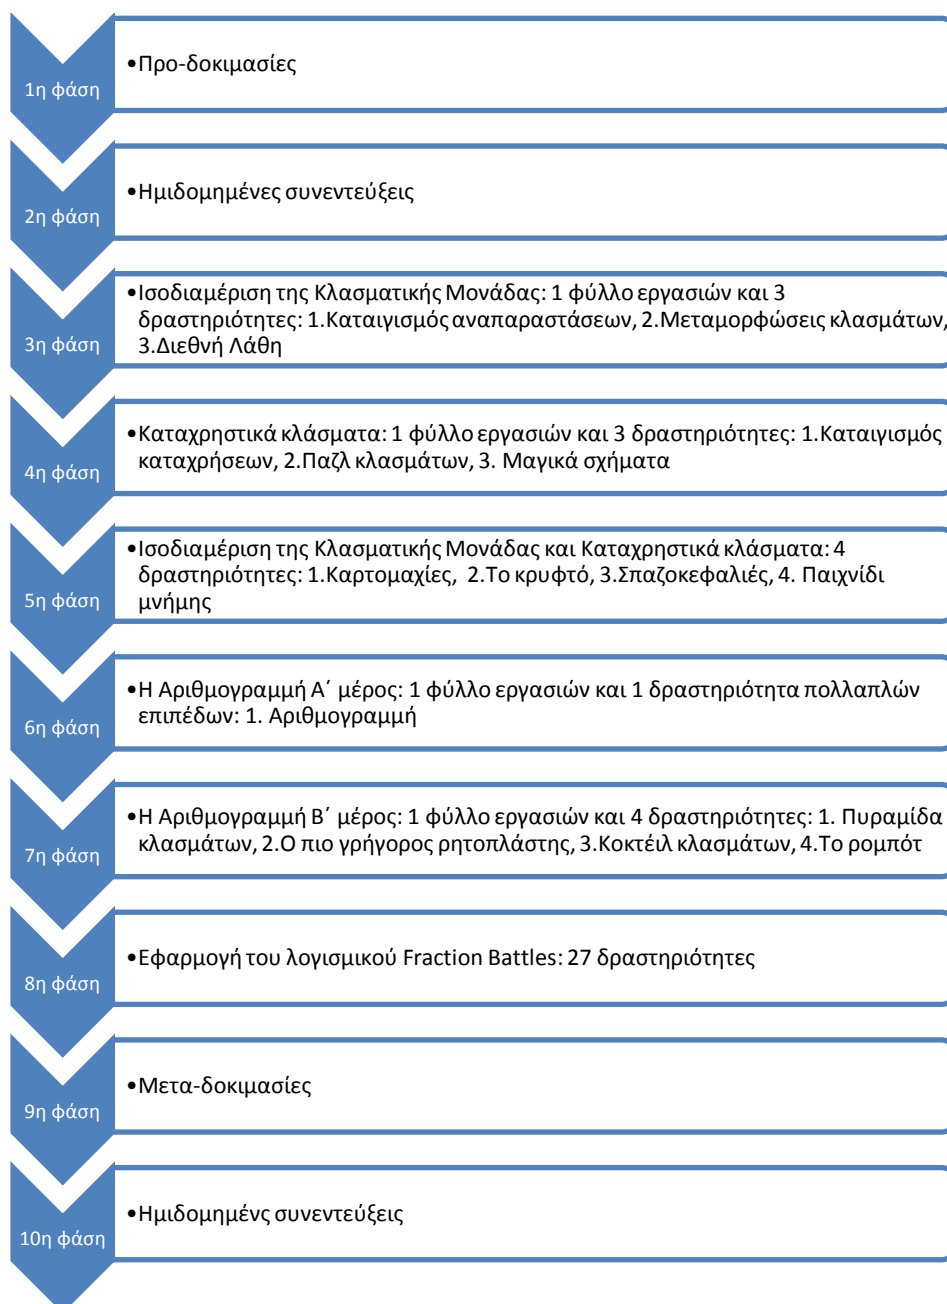 1η φάση
•Προ-δοκιμασίες
2η φάση
•Ημιδομημένες συνεντεύξεις
3η φάση
•Ισοδιαμέριση της Κλασματικής Μονάδας: 1 φύλλο εργασιών και 3
δραστηριότητες: 1.Καταιγισμός αναπαραστάσεων, 2.Μεταμορφώσεις κλασμάτων,
3.Διεθνή Λάθη
4η φάση
•Καταχρηστικά κλάσματα: 1 φύλλο εργασιών και 3 δραστηριότητες: 1.Καταιγισμός
καταχρήσεων, 2.Παζλ κλασμάτων, 3. Μαγικά σχήματα
5η φάση
•Ισοδιαμέριση της Κλασματικής Μονάδας και Καταχρηστικά κλάσματα: 4
δραστηριότητες: 1.Καρτομαχίες, 2.Το κρυφτό, 3.Σπαζοκεφαλιές, 4. Παιχνίδι
μνήμης
6η φάση
•Η Αριθμογραμμή Α΄ μέρος: 1 φύλλο εργασιών και 1 δραστηριότητα πολλαπλών
επιπέδων: 1. Αριθμογραμμή
7η φάση
•Η Αριθμογραμμή Β΄ μέρος: 1 φύλλο εργασιών και 4 δραστηριότητες: 1. Πυραμίδα
κλασμάτων, 2.Ο πιο γρήγορος ρητοπλάστης, 3.Κοκτέιλ κλασμάτων, 4.Το ρομπότ
8η φάση
•Εφαρμογή του λογισμικού Fraction Battles: 27 δραστηριότητες
9η φάση
•Μετα-δοκιμασίες
10η φάση
•Ημιδομημένς συνεντεύξεις